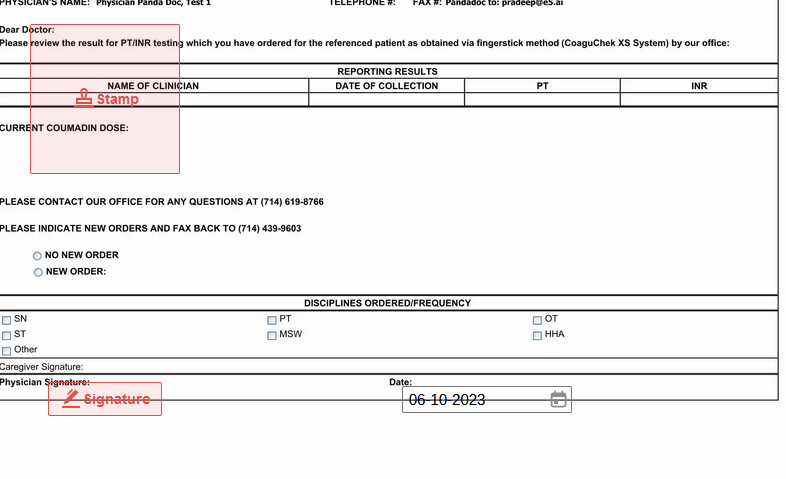 PHYSICIAN'S NAME: Physician Panda Doc, Test 1 TELEPHONE #: FAX #: Pandadoc to: pradeep@e5.ai
Dear Doctor:
Please review the result for PT/INR testing which you have ordered for the referenced patient as obtained via fingerstick method (CoaguChek XS System) by our office:
REPORTING RESULTS
NAME OF CLINICIAN DATE OF COLLECTION PT INR
Stamp
CURRENT COUMADIN DOSE:
PLEASE CONTACT OUR OFFICE FOR ANY QUESTIONS AT (714) 619-8766
PLEASE INDICATE NEW ORDERS AND FAX BACK TO (714) 439-9603
NO NEW ORDER
NEW ORDER:
DISCIPLINES ORDERED/FREQUENCY
SN PT OT
ST MSW HHA
Other
Caregiver Signature:
Physician Signature: Date:
Signature 06-10-2023